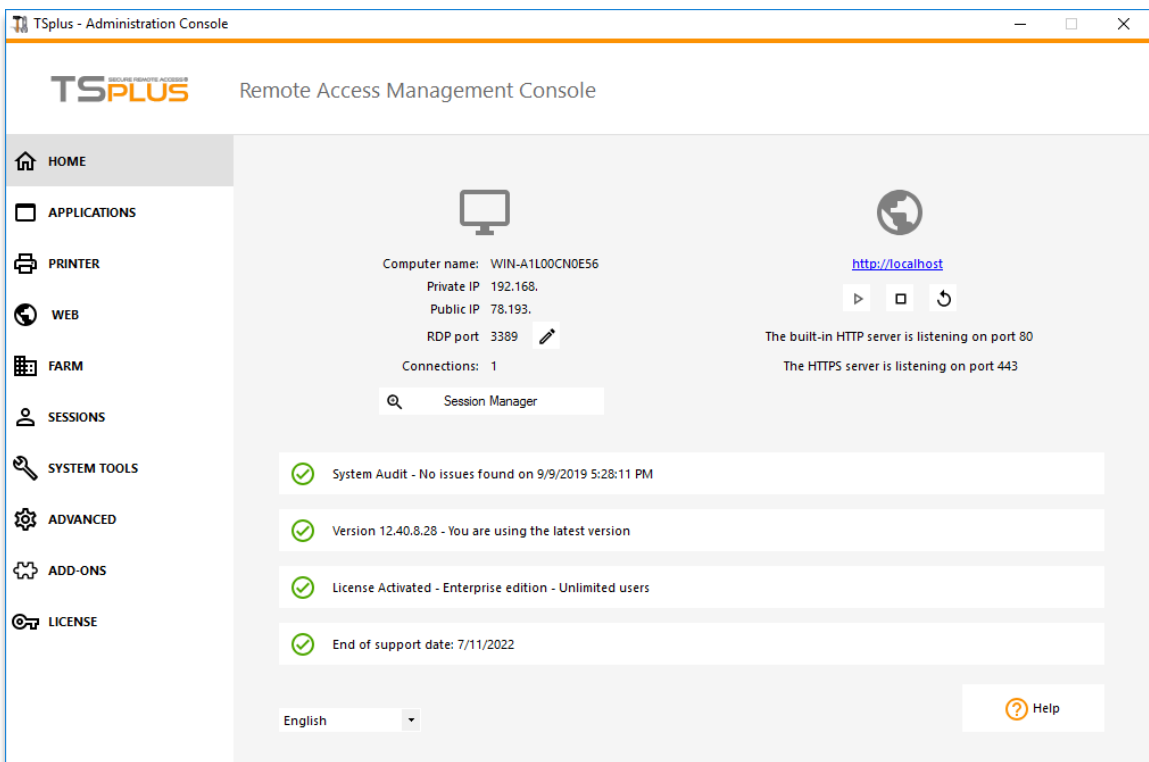 TSplus - Administration Console
SECURE REMOTE ACCESS
TSPLUS
Remote Access Management Console
HOME
APPLICATIONS
PRINTER
WEB
FARM
SESSIONS
SYSTEM TOOLS
ADVANCED
ADD-ONS
LICENSE
Computer name: WIN-A1L00CN0E56
Private IP 192.168.
Public IP 78.193.
RDP port 3389
Connections: 1
Session Manager
http://localhost
The built-in HTTP server is listening on port 80
The HTTPS server is listening on port 443
System Audit - No issues found on 9/9/2019 5:28:11 PM
Version 12.40.8.28 - You are using the latest version
License Activated - Enterprise edition - Unlimited users
End of support date: 7/11/2022
English
Help